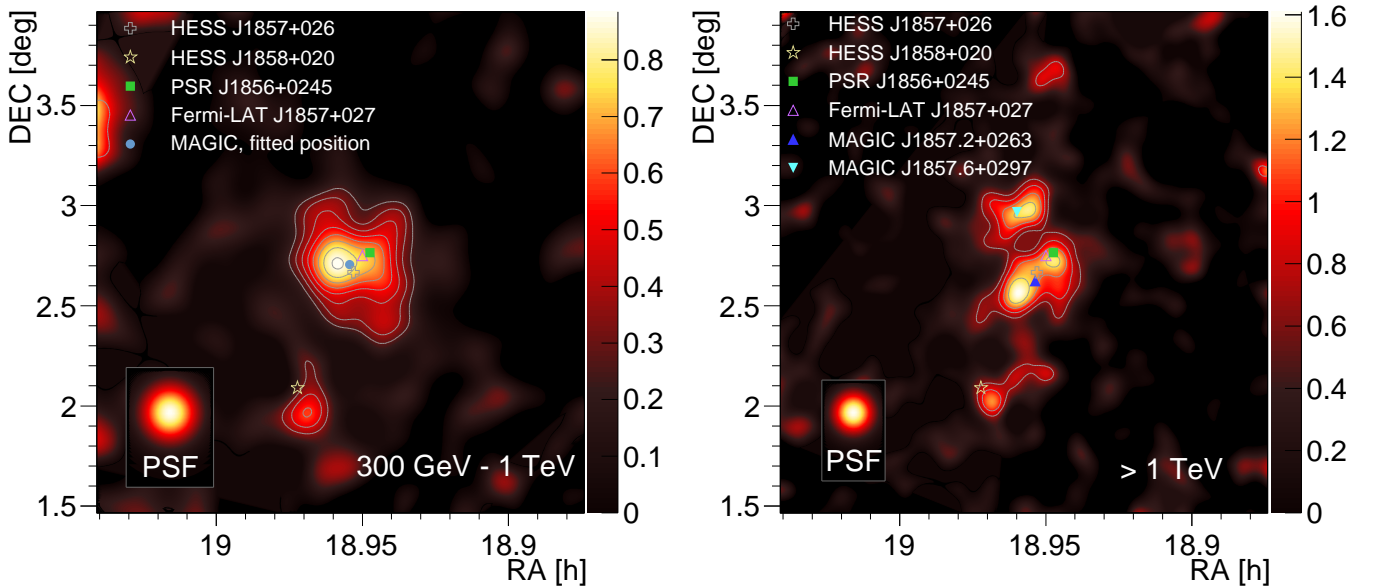 HESS J1857+026
HESS J1858+020
PSR J1856+0245
Fermi-LAT J1857+027
MAGIC, fitted position
DEC [deg]
3.5
3
2.5
2
1.5
PSF
300 GeV - 1 TeV
19
18.95
18.9
RA [h]
0.8
0.7
0.6
0.5
0.4
0.3
0.2
0.1
0
HESS J1857+026
HESS J1858+020
PSR J1856+0245
Fermi-LAT J1857+027
MAGIC J1857.2+0263
MAGIC J1857.6+0297
DEC [deg]
3.5
3
2.5
2
1.5
PSF
> 1 TeV
19
18.95
18.9
RA [h]
1.6
1.4
1.2
1
0.8
0.6
0.4
0.2
0